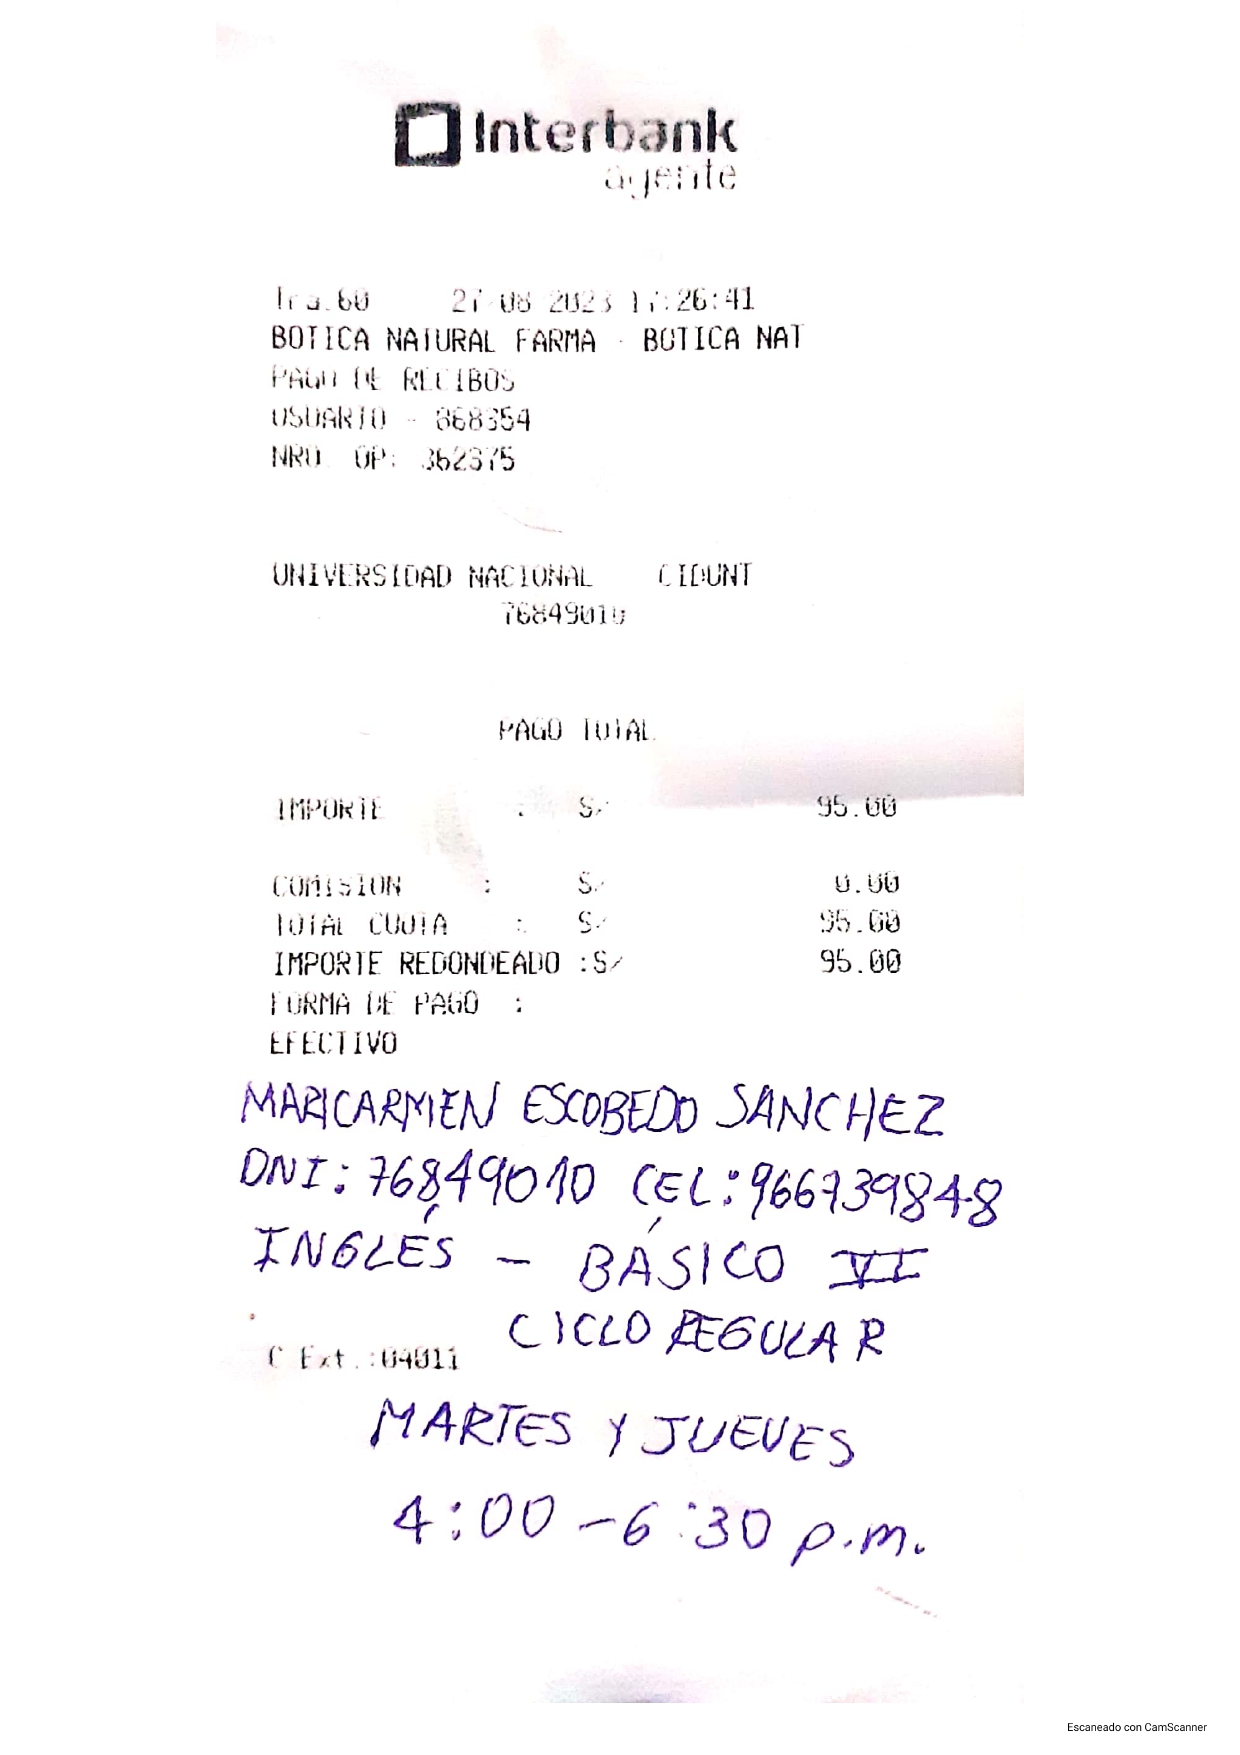 Interbank
agente
Tra.60 27-08-2023 17:26:41
BOTICA NATURAL FARMA - BOTICA NAT
PAGO DE RECIBOS
USUARIO - 868354
NRO. OP: 362375
UNIVERSIDAD NACIONAL CIDUNT
76849010
PAGO TOTAL
IMPORTE : S/ 95.00
COMISION : S/ 0.00
TOTAL CUOTA : S/ 95.00
IMPORTE REDONDEADO :S/ 95.00
FORMA DE PAGO :
EFECTIVO
MARICARMEN ESCOBEDO SANCHEZ
DNI: 76849010 CEL: 966739848
INGLÉS - BÁSICO VI
CICLO REGULAR
C.Ext.:04011
MARTES Y JUEVES
4:00 - 6:30 p.m.
Escaneado con CamScanner